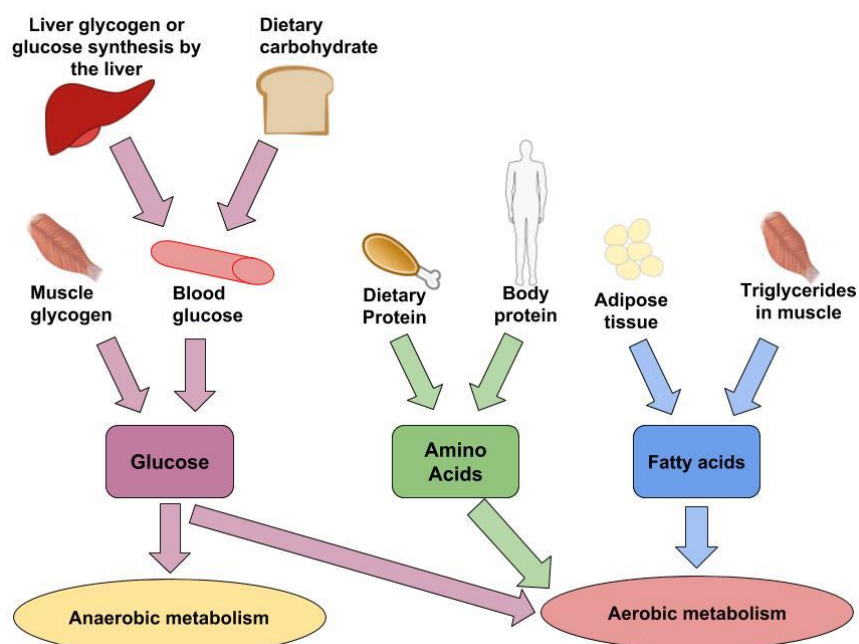 Liver glycogen or
glucose synthesis by
the liver
Dietary
carbohydrate
Muscle
glycogen
Blood
glucose
Dietary
Protein
Body
protein
Adipose
tissue
Triglycerides
in muscle
Glucose
Amino
Acids
Fatty acids
Anaerobic metabolism
Aerobic metabolism